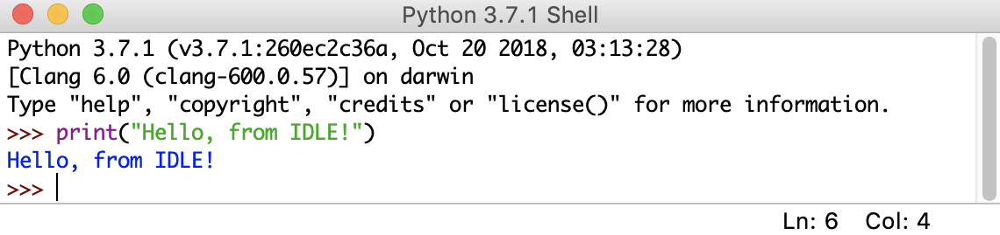 Python 3.7.1 Shell
Python 3.7.1 (v3.7.1:260ec2c36a, Oct 20 2018, 03:13:28)
[Clang 6.0 (clang-600.0.57)] on darwin
Type "help", "copyright", "credits" or "license()" for more information.
>>> print("Hello, from IDLE!")
Hello, from IDLE!
>>>
Ln: 6 Col: 4